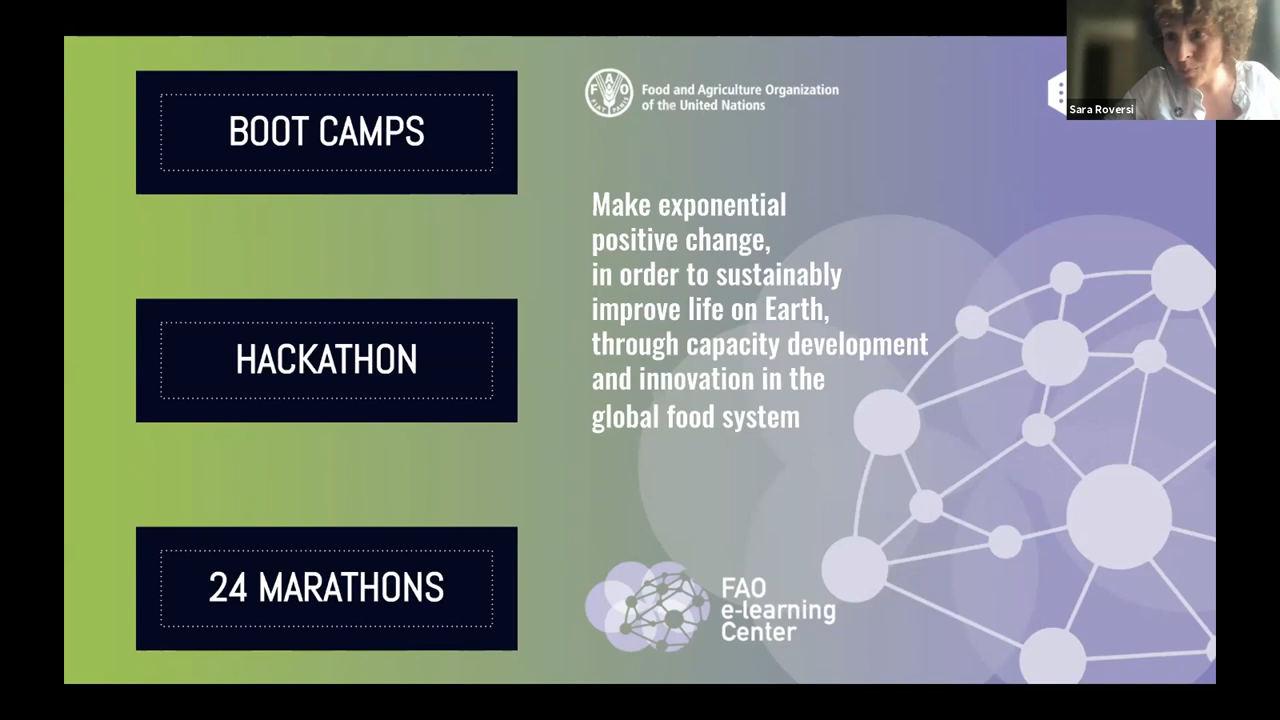 BOOT CAMPS
HACKATHON
24 MARATHONS
Food and Agriculture Organization
of the United Nations
Make exponential
positive change,
in order to sustainably
improve life on Earth,
through capacity development
and innovation in the
global food system
FAO
e-learning
Center
Sara Roversi